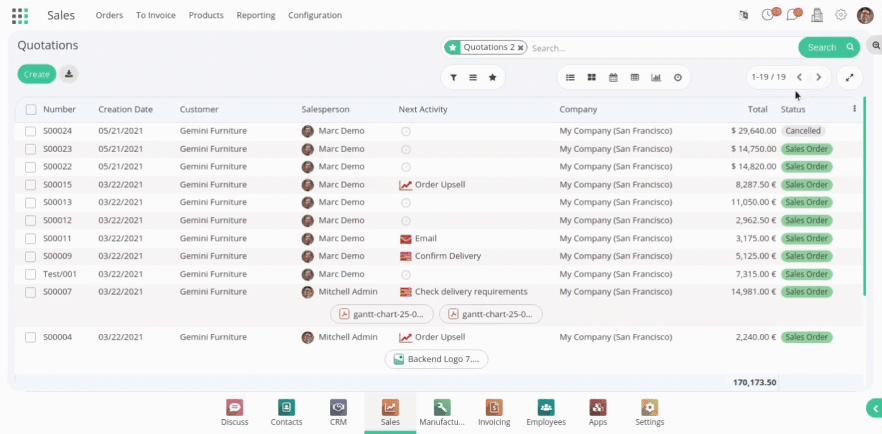 Sales Orders To Invoice Products Reporting Configuration
Quotations
Quotations 2 Search... Search
Create 1-19 / 19
Number Creation Date Customer Salesperson Next Activity Company Total Status
S00024 05/21/2021 Gemini Furniture Marc Demo My Company (San Francisco) $ 29,640.00 Cancelled
S00023 05/21/2021 Gemini Furniture Marc Demo My Company (San Francisco) $ 14,750.00 Sales Order
S00022 05/21/2021 Gemini Furniture Marc Demo My Company (San Francisco) $ 14,820.00 Sales Order
S00015 03/22/2021 Gemini Furniture Marc Demo Order Upsell My Company (San Francisco) 8,287.50 € Sales Order
S00013 03/22/2021 Gemini Furniture Marc Demo My Company (San Francisco) 11,050.00 € Sales Order
S00012 03/22/2021 Gemini Furniture Marc Demo My Company (San Francisco) 2,962.50 € Sales Order
S00011 03/22/2021 Gemini Furniture Marc Demo Email My Company (San Francisco) 3,175.00 € Sales Order
S00009 03/22/2021 Gemini Furniture Marc Demo Confirm Delivery My Company (San Francisco) 5,125.00 € Sales Order
Test/001 03/22/2021 Gemini Furniture Marc Demo My Company (San Francisco) 7,315.00 € Sales Order
S00007 03/22/2021 Gemini Furniture Mitchell Admin Check delivery requirements My Company (San Francisco) 14,981.00 € Sales Order
gantt-chart-25-0... gantt-chart-25-0...
S00004 03/22/2021 Gemini Furniture Mitchell Admin Order Upsell My Company (San Francisco) 2,240.00 € Sales Order
Backend Logo 7....
170,173.50
Discuss Contacts CRM Sales Manufactu... Invoicing Employees Apps Settings